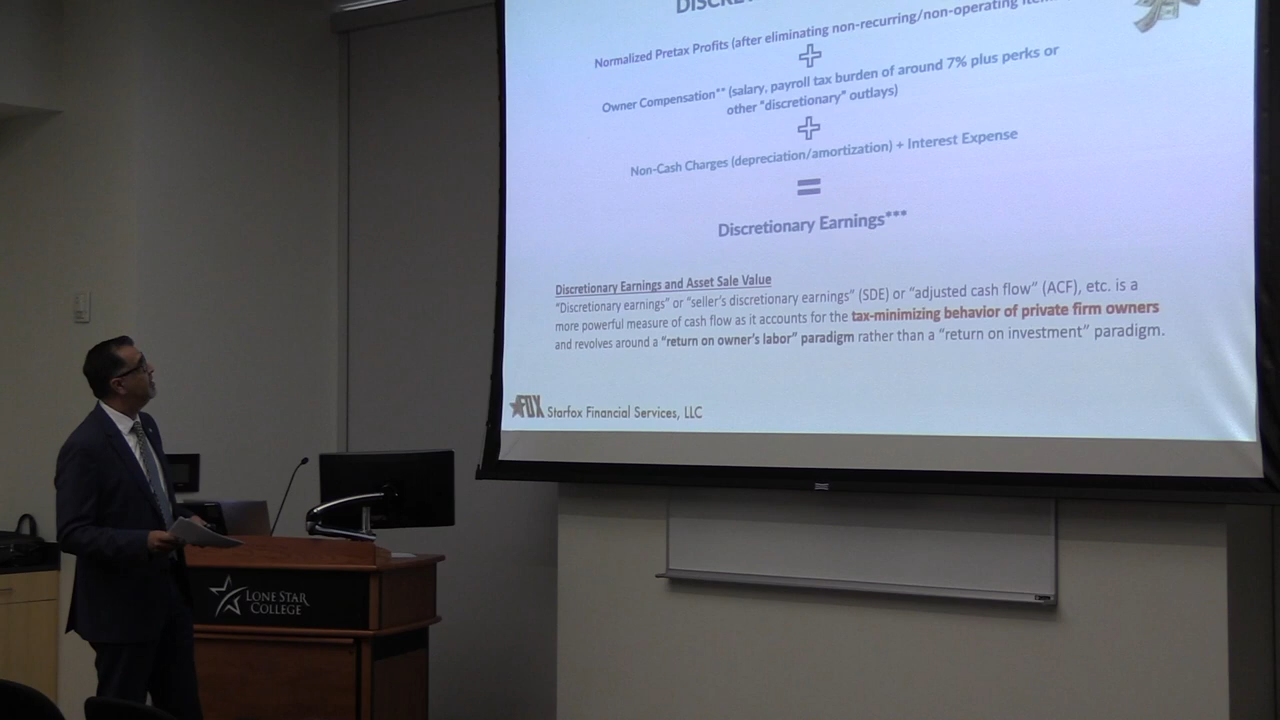 Normalized Pretax Profits (after eliminating non-recurring/non-operating
Owner Compensation** (salary, payroll tax burden of around 7% plus perks or
other "discretionary" outlays)
Non-Cash Charges (depreciation/amortization) + Interest Expense
=
Discretionary Earnings***
Discretionary Earnings and Asset Sale Value
"Discretionary earnings" or "seller's discretionary earnings" (SDE) or "adjusted cash flow" (ACF), etc. is a
more powerful measure of cash flow as it accounts for the tax-minimizing behavior of private firm owners
and revolves around a "return on owner's labor" paradigm rather than a "return on investment" paradigm.
FOX Starfox Financial Services, LLC
LONE STAR
COLLEGE